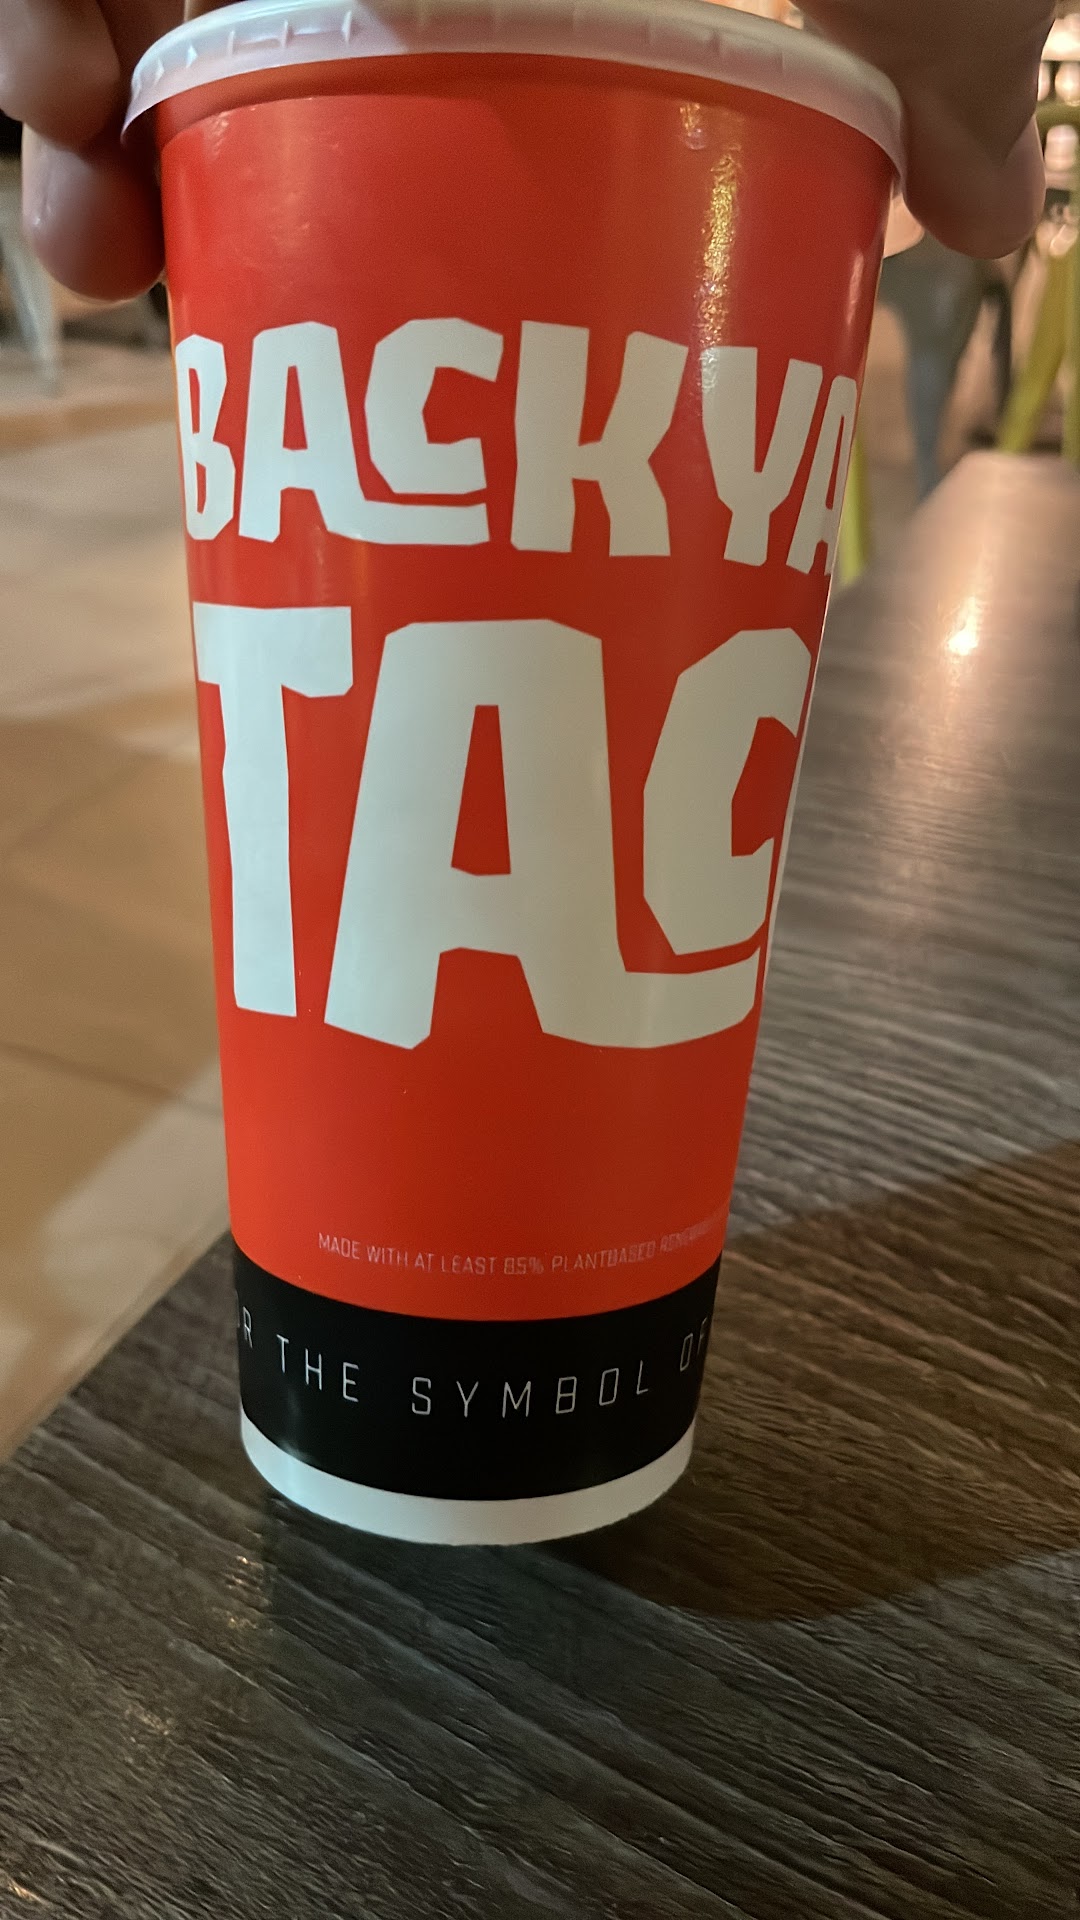 BACKYA
TAC
MADE WITH AT LEAST 85% PLANTBASED
THE SYMBOL OF